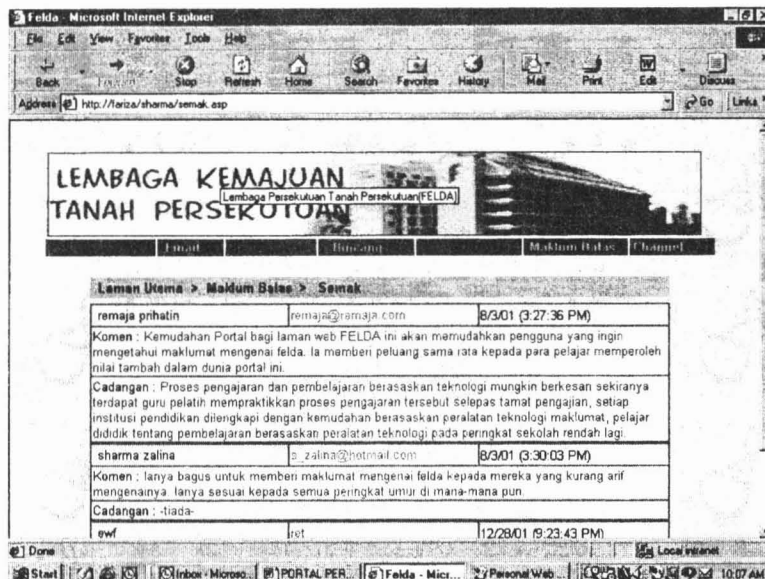 Felda - Microsoft Internet Explorer
File Edit View Favorites Tools Help
Back Forward Stop Refresh Home Search Favorites History Mail Print Edit Discuss
Address http://fariza/sharma/semak.asp Go Links
LEMBAGA KEMAJUAN
Lembaga Persekutuan Tanah Persekutuan(FELDA)
TANAH PERSEKUTUAN
Email Bincang Maklum Balas Channel
Laman Utama > Maklum Balas > Semak
remaja prihatin remaja@remaja.com 8/3/01 (3:27:36 PM)
Komen : Kemudahan Portal bagi laman web FELDA ini akan memudahkan pengguna yang ingin
mengetahui maklumat mengenai felda. Ia memberi peluang sama rata kepada para pelajar memperoleh
nilai tambah dalam dunia portal ini.
Cadangan : Proses pengajaran dan pembelajaran berasaskan teknologi mungkin berkesan sekiranya
terdapat guru pelatih mempraktikkan proses pengajaran tersebut selepas tamat pengajian, setiap
institusi pendidikan dilengkapi dengan kemudahan berasaskan peralatan teknologi maklumat, pelajar
dididik tentang pembelajaran berasaskan peralatan teknologi pada peringkat sekolah rendah lagi.
sharma zalina s_zalina@hotmail.com 8/3/01 (3:30:03 PM)
Komen : Ianya bagus untuk memberi maklumat mengenai felda kepada mereka yang kurang arif
mengenainya. Ianya sesuai kepada semua peringkat umur di mana-mana pun.
Cadangan : -tiada-
ewf ret 12/28/01 (9:23:43 PM)
Done Local intranet
Start Inbox - Microso... PORTAL PER... Felda - Micr... Personal Web... 10:07 AM